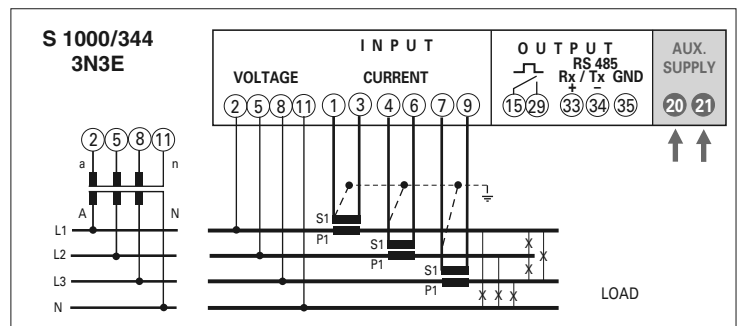 S 1000/344
3N3E
INPUT
VOLTAGE
CURRENT
2 5 8 11 1 3 4 6 7 9
OUTPUT
RS 485
Rx / Tx GND
+ −
15 29 33 34 35
AUX.
SUPPLY
20 21
2 5 8 11
a n
A N
L1
L2
L3
N
S1
P1
S1
P1
S1
P1
X
X
X
X X X
LOAD